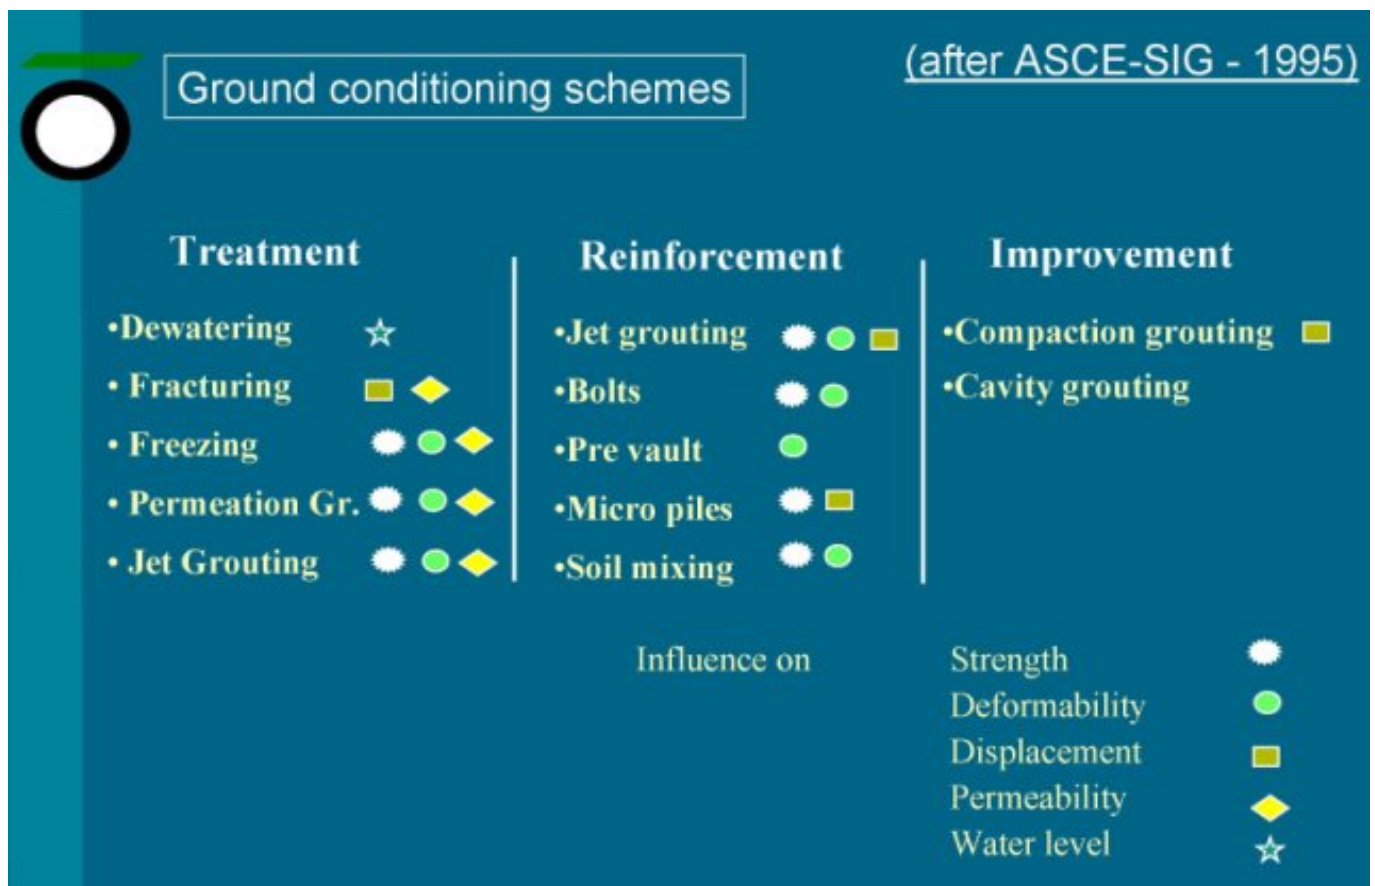 (after ASCE-SIG - 1995)
Ground conditioning schemes
Treatment
•Dewatering
• Fracturing
• Freezing
• Permeation Gr.
• Jet Grouting
Reinforcement
•Jet grouting
•Bolts
•Pre vault
•Micro piles
•Soil mixing
Improvement
•Compaction grouting
•Cavity grouting
Influence on
Strength
Deformability
Displacement
Permeability
Water level